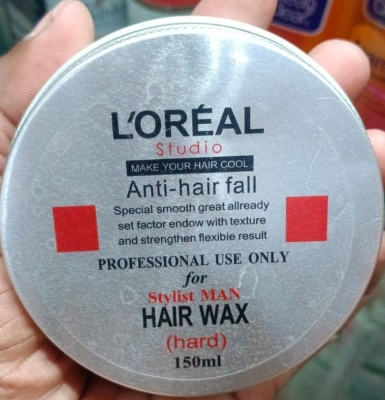 L'ORÉAL
Studio
MAKE YOUR HAIR COOL
Anti-hair fall
Special smooth great allready
set factor endow with texture
and strengthen flexibie result
PROFESSIONAL USE ONLY
for
Stylist MAN
HAIR WAX
(hard)
150ml